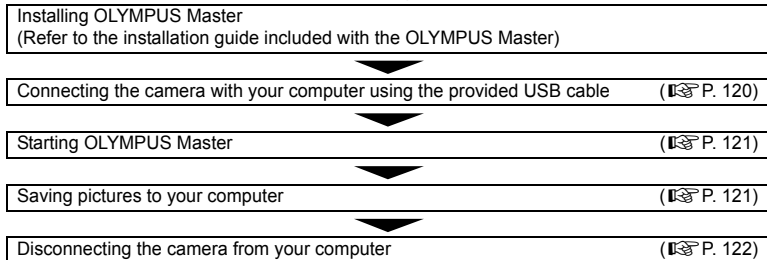 Installing OLYMPUS Master
(Refer to the installation guide included with the OLYMPUS Master)
Connecting the camera with your computer using the provided USB cable (☞P. 120)
Starting OLYMPUS Master (☞P. 121)
Saving pictures to your computer (☞P. 121)
Disconnecting the camera from your computer (☞P. 122)